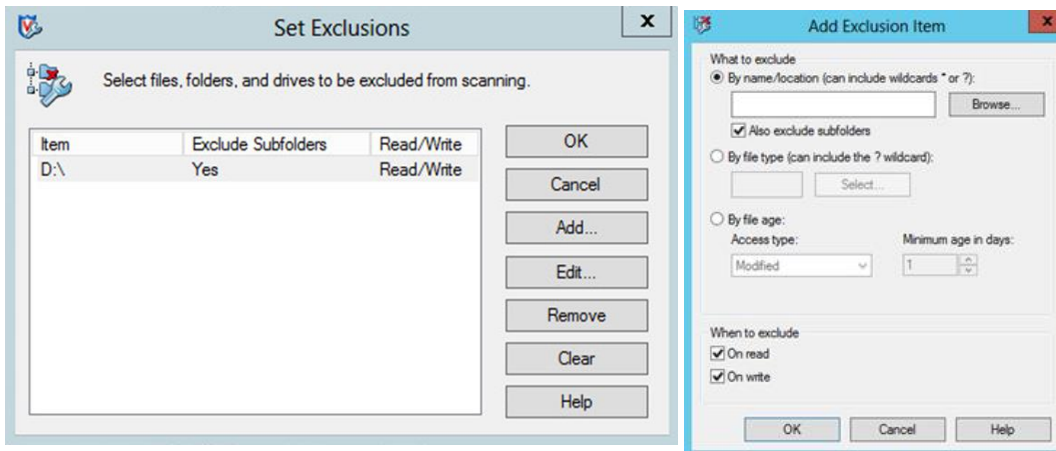 Set Exclusions
x
Select files, folders, and drives to be excluded from scanning.
Item Exclude Subfolders Read/Write
D:\ Yes Read/Write
OK
Cancel
Add...
Edit...
Remove
Clear
Help
Add Exclusion Item
x
What to exclude
By name/location (can include wildcards * or ?):
Browse...
Also exclude subfolders
By file type (can include the ? wildcard):
Select...
By file age:
Access type: Minimum age in days:
Modified 1
When to exclude
On read
On write
OK Cancel Help